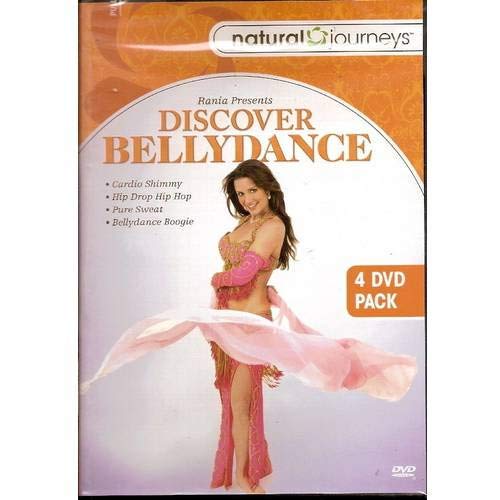 natural journeys™
Rania Presents
DISCOVER
BELLYDANCE
• Cardio Shimmy
• Hip Drop Hip Hop
• Pure Sweat
• Bellydance Boogie
4 DVD
PACK
DVD